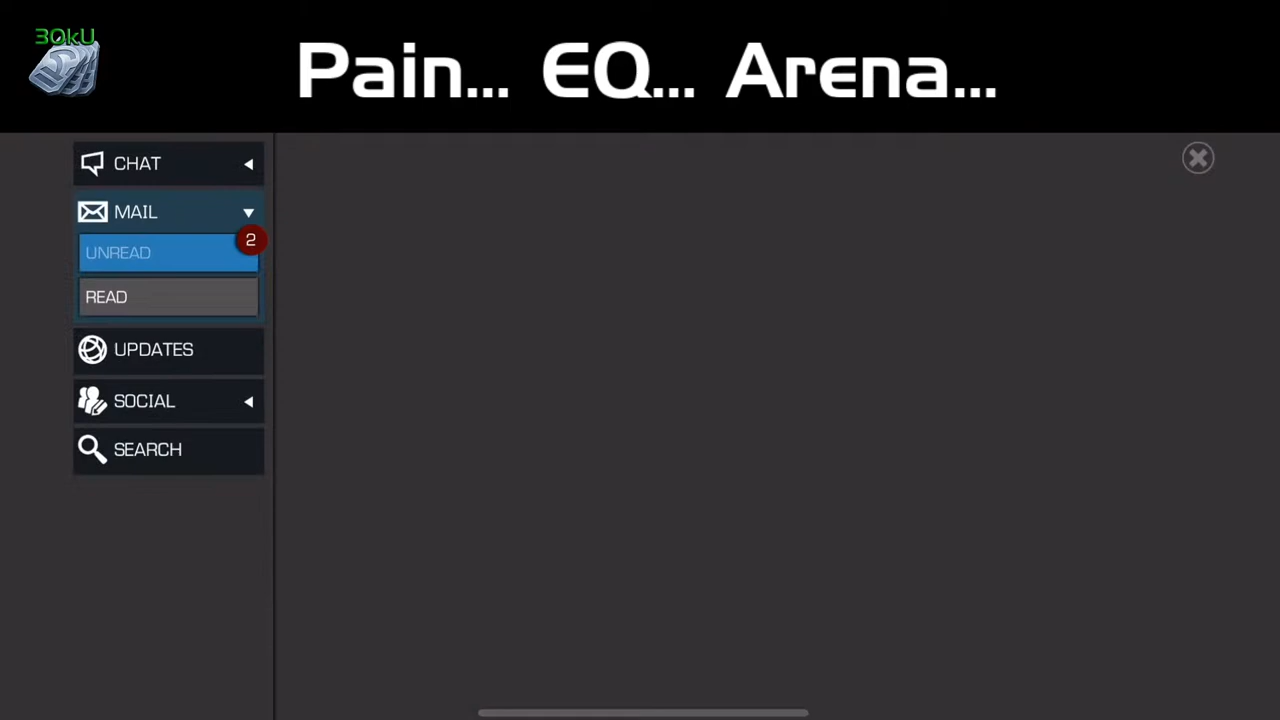 30kU
Pain... EQ... Arena...
CHAT
MAIL
2
UNREAD
READ
UPDATES
SOCIAL
SEARCH